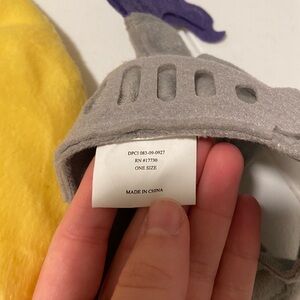 DPCI 083-09-0927
RN #17730
ONE SIZE
MADE IN CHINA